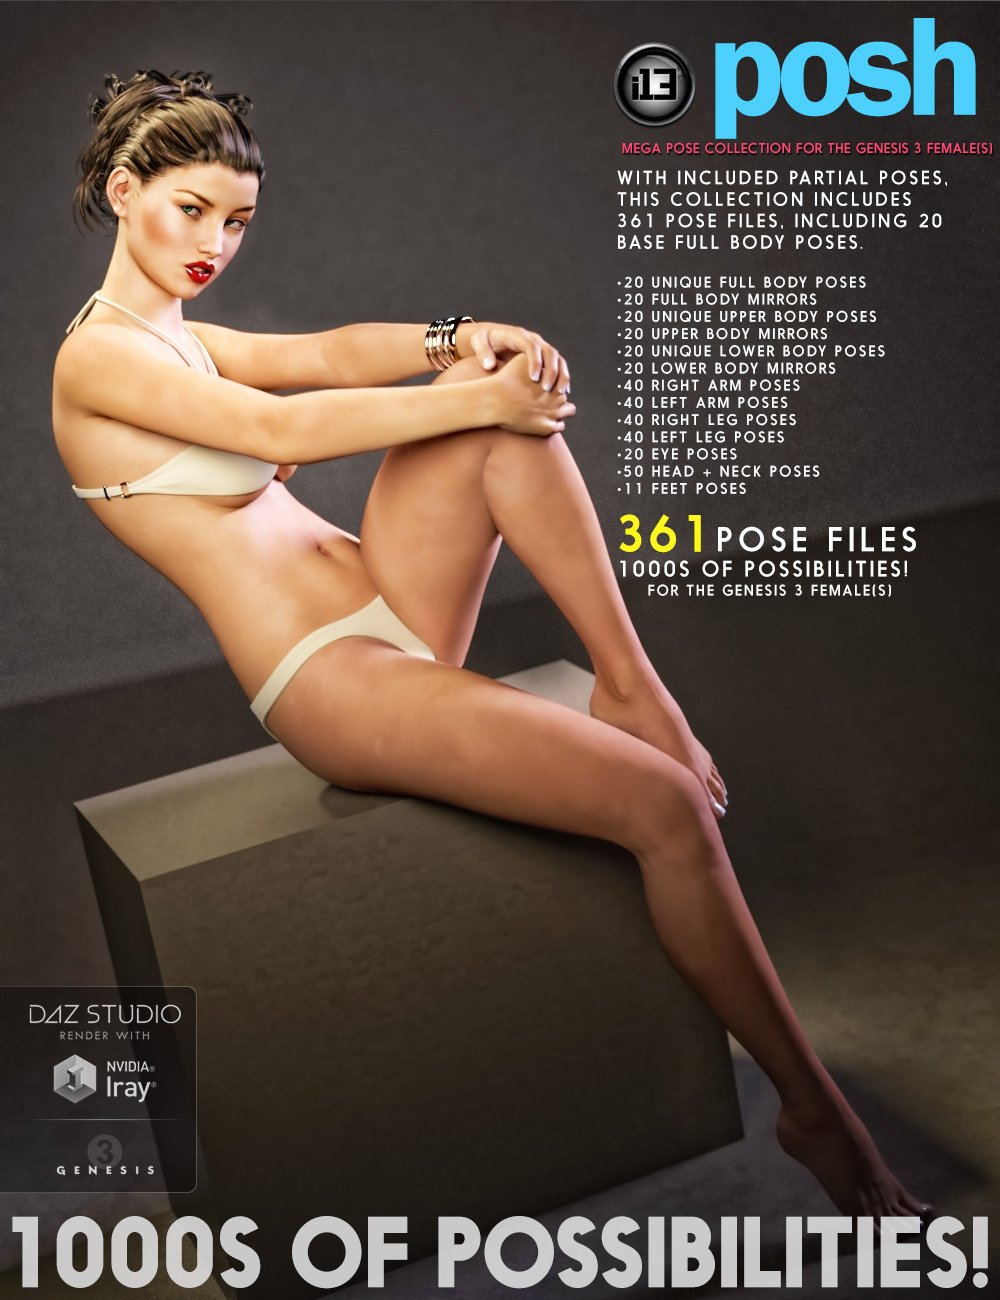 i13
posh
MEGA POSE COLLECTION FOR THE GENESIS 3 FEMALE(S)
WITH INCLUDED PARTIAL POSES,
THIS COLLECTION INCLUDES
361 POSE FILES, INCLUDING 20
BASE FULL BODY POSES.
•20 UNIQUE FULL BODY POSES
•20 FULL BODY MIRRORS
•20 UNIQUE UPPER BODY POSES
•20 UPPER BODY MIRRORS
•20 UNIQUE LOWER BODY POSES
•20 LOWER BODY MIRRORS
•40 RIGHT ARM POSES
•40 LEFT ARM POSES
•40 RIGHT LEG POSES
•40 LEFT LEG POSES
•20 EYE POSES
•50 HEAD + NECK POSES
•11 FEET POSES
361 POSE FILES
1000S OF POSSIBILITIES!
FOR THE GENESIS 3 FEMALE(S)
DAZ STUDIO
RENDER WITH
NVIDIA®
Iray®
3
GENESIS
1000S OF POSSIBILITIES!